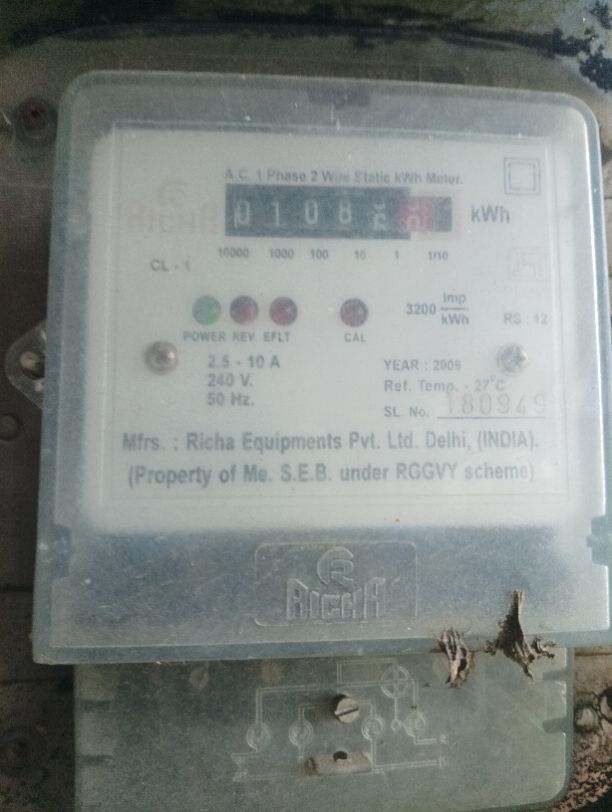 A.C. 1 Phase 2 Wire Static kWh Meter.
RICHA
0108
kWh
10000 1000 100 10 1 1/10
CL - 1
3200 Imp/kWh
RS : 12
POWER REV. EFLT CAL
2.5 - 10 A
YEAR : 2009
240 V.
Ref. Temp. - 27°C
50 Hz.
SL. No. 180949
Mfrs. : Richa Equipments Pvt. Ltd. Delhi, (INDIA).
(Property of Me. S.E.B. under RGGVY scheme)
RICHA